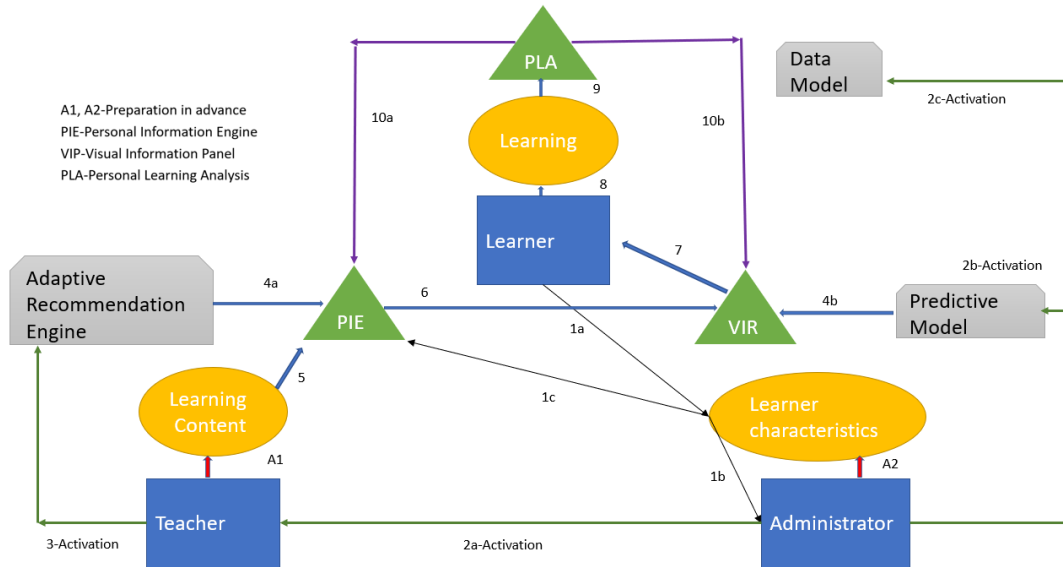 PLA
Data
Model
9
2c-Activation
A1, A2-Preparation in advance
PIE-Personal Information Engine
VIP-Visual Information Panel
PLA-Personal Learning Analysis
10a
10b
Learning
8
Learner
7
2b-Activation
Adaptive
Recommendation
Engine
4a
6
4b
Predictive
Model
PIE
1a
VIR
5
Learning
Content
1c
Learner
characteristics
A1
1b
A2
Teacher
Administrator
3-Activation
2a-Activation